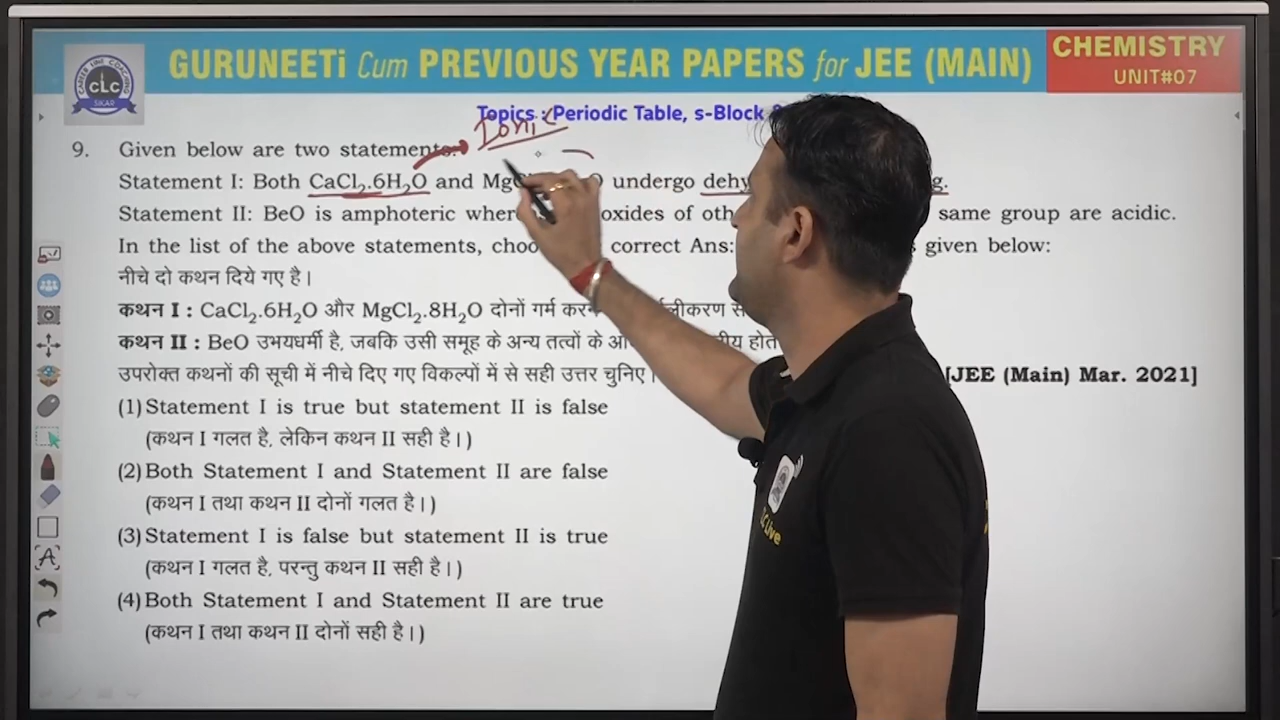 GURUNEETi Cum PREVIOUS YEAR PAPERS for JEE (MAIN)
CHEMISTRY
UNIT#07
CLC
SIKAR
Topics : Periodic Table, s-Block
Ionic
9. Given below are two statements.
Statement I: Both CaCl₂.6H₂O and undergo
Statement II: BeO is amphoteric oxides of same group are acidic.
In the list of the above statements, correct Ans: given below:
नीचे दो कथन दिये गए है।
कथन I : CaCl₂.6H₂O और MgCl₂.8H₂O दोनों गर्म
कथन II : BeO उभयधर्मी है, जबकि उसी समूह के अन्य तत्वों के
उपरोक्त कथनों की सूची में नीचे दिए गए विकल्पों में से सही उत्तर चुनिए। [JEE (Main) Mar. 2021]
(1) Statement I is true but statement II is false
(कथन I गलत है, लेकिन कथन II सही है।)
(2) Both Statement I and Statement II are false
(कथन I तथा कथन II दोनों गलत है।)
(3) Statement I is false but statement II is true
(कथन I गलत है, परन्तु कथन II सही है।)
(4) Both Statement I and Statement II are true
(कथन I तथा कथन II दोनों सही है।)
Live